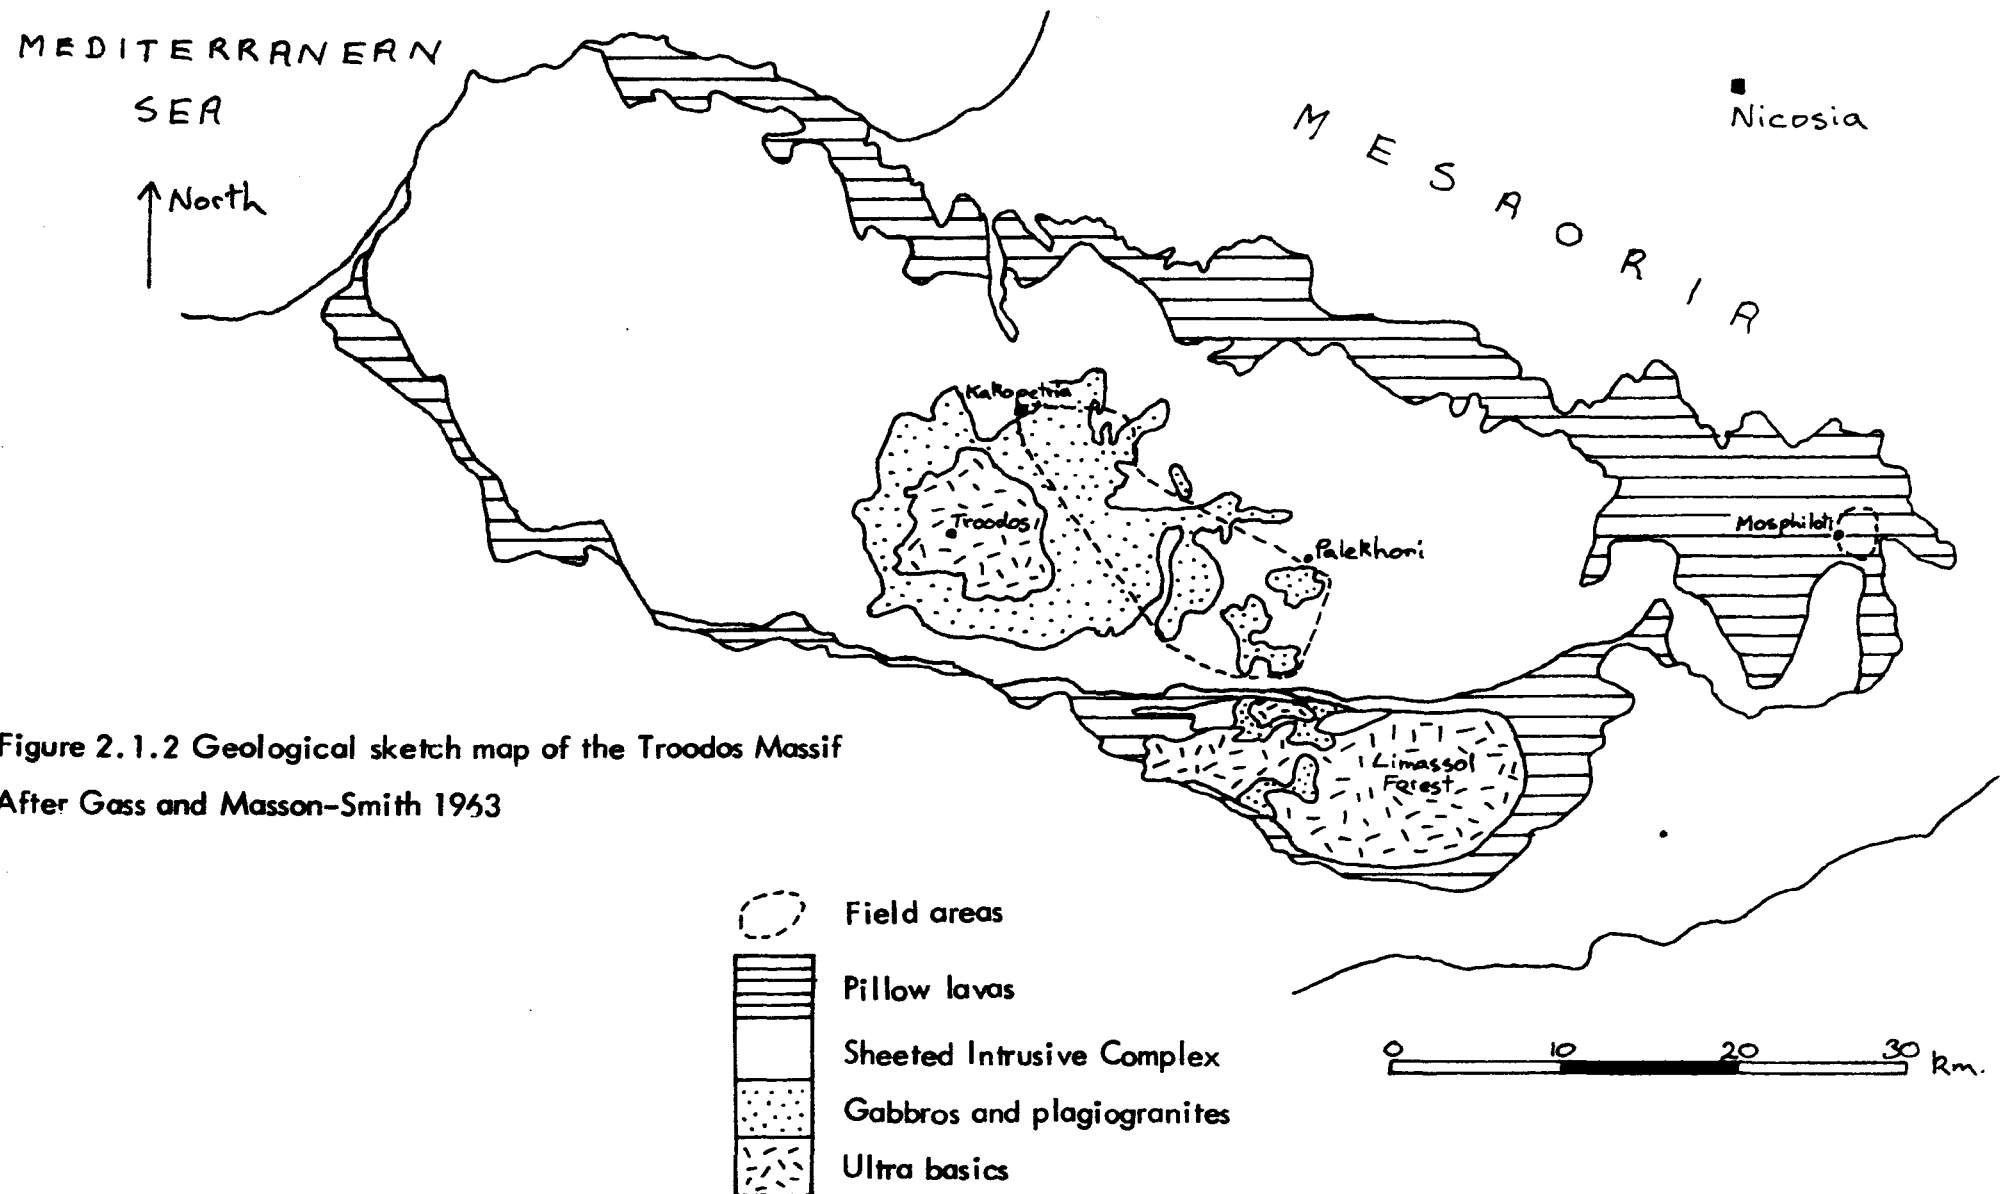 MEDITERRANEAN
SEA
North
MESAORIA
Nicosia
Kakopetria
Troodos
Palekhori
Mosphiloti
Limassol
Forest
Figure 2.1.2 Geological sketch map of the Troodos Massif
After Gass and Masson-Smith 1963
Field areas
Pillow lavas
Sheeted Intrusive Complex
Gabbros and plagiogranites
Ultra basics
0 10 20 30 km.